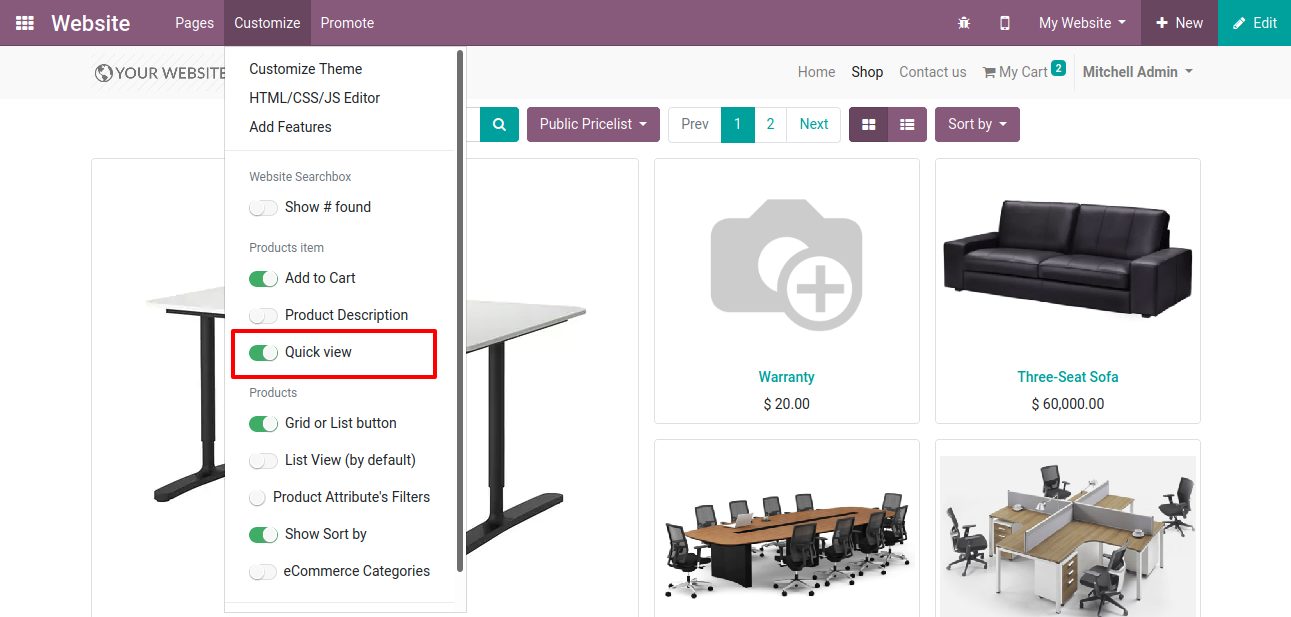 Website Pages Customize Promote My Website New Edit
YOUR WEBSITE Home Shop Contact us My Cart 2 Mitchell Admin
Customize Theme
HTML/CSS/JS Editor
Add Features
Public Pricelist Prev 1 2 Next Sort by
Website Searchbox
Show # found
Products item
Add to Cart
Product Description
Quick view
Products
Grid or List button
List View (by default)
Product Attribute's Filters
Show Sort by
eCommerce Categories
Warranty
$ 20.00
Three-Seat Sofa
$ 60,000.00